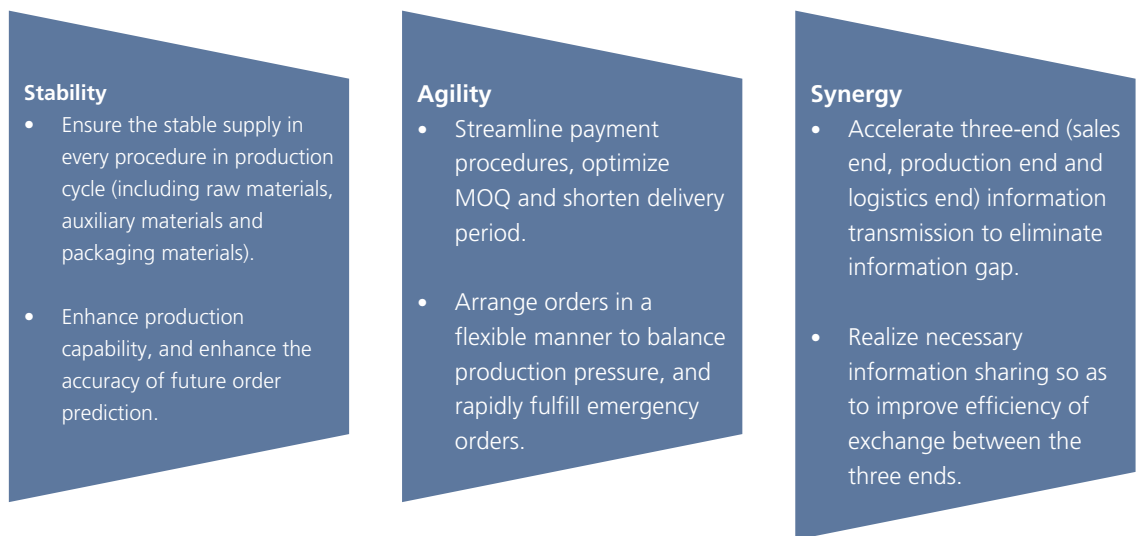 Stability
• Ensure the stable supply in
every procedure in production
cycle (including raw materials,
auxiliary materials and
packaging materials).
• Enhance production
capability, and enhance the
accuracy of future order
prediction.
Agility
• Streamline payment
procedures, optimize
MOQ and shorten delivery
period.
• Arrange orders in a
flexible manner to balance
production pressure, and
rapidly fulfill emergency
orders.
Synergy
• Accelerate three-end (sales
end, production end and
logistics end) information
transmission to eliminate
information gap.
• Realize necessary
information sharing so as
to improve efficiency of
exchange between the
three ends.